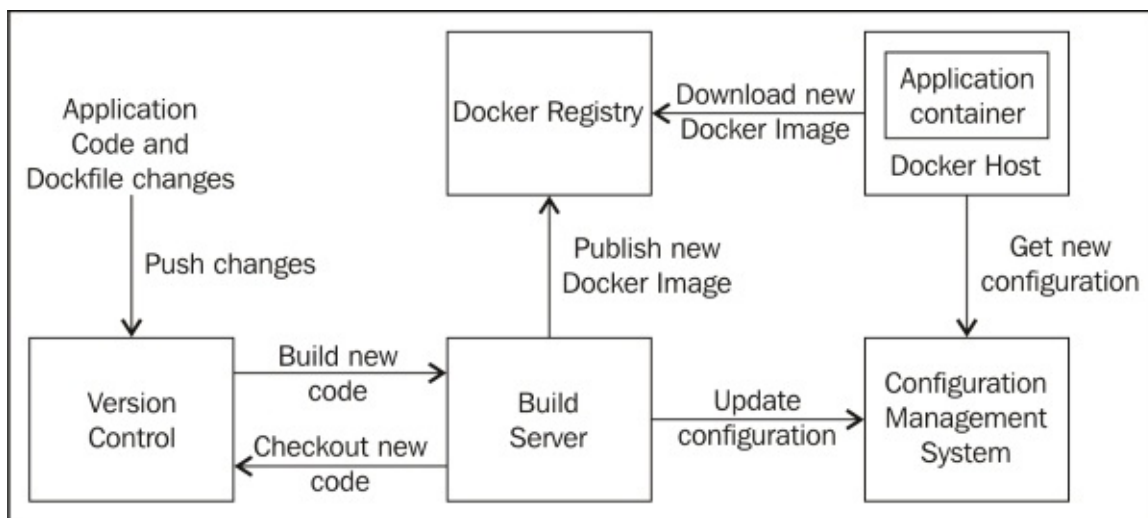 Application
Code and
Dockfile changes
Push changes
Docker Registry
Download new
Docker Image
Application
container
Docker Host
Publish new
Docker Image
Get new
configuration
Version
Control
Build new
code
Checkout new
code
Build
Server
Update
configuration
Configuration
Management
System